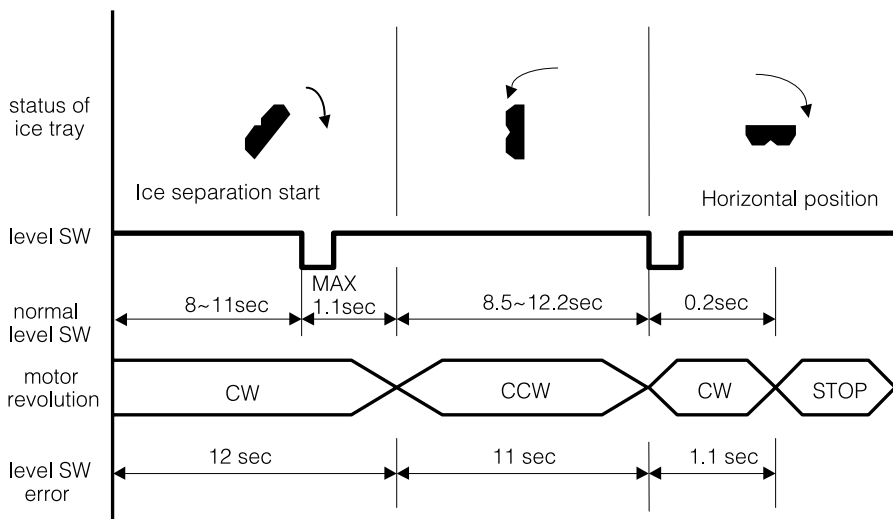 status of
ice tray
Ice separation start
Horizontal position
level SW
MAX
8~11sec
1.1sec
8.5~12.2sec
0.2sec
normal
level SW
motor
revolution
CW
CCW
CW
STOP
12 sec
11 sec
1.1 sec
level SW
error